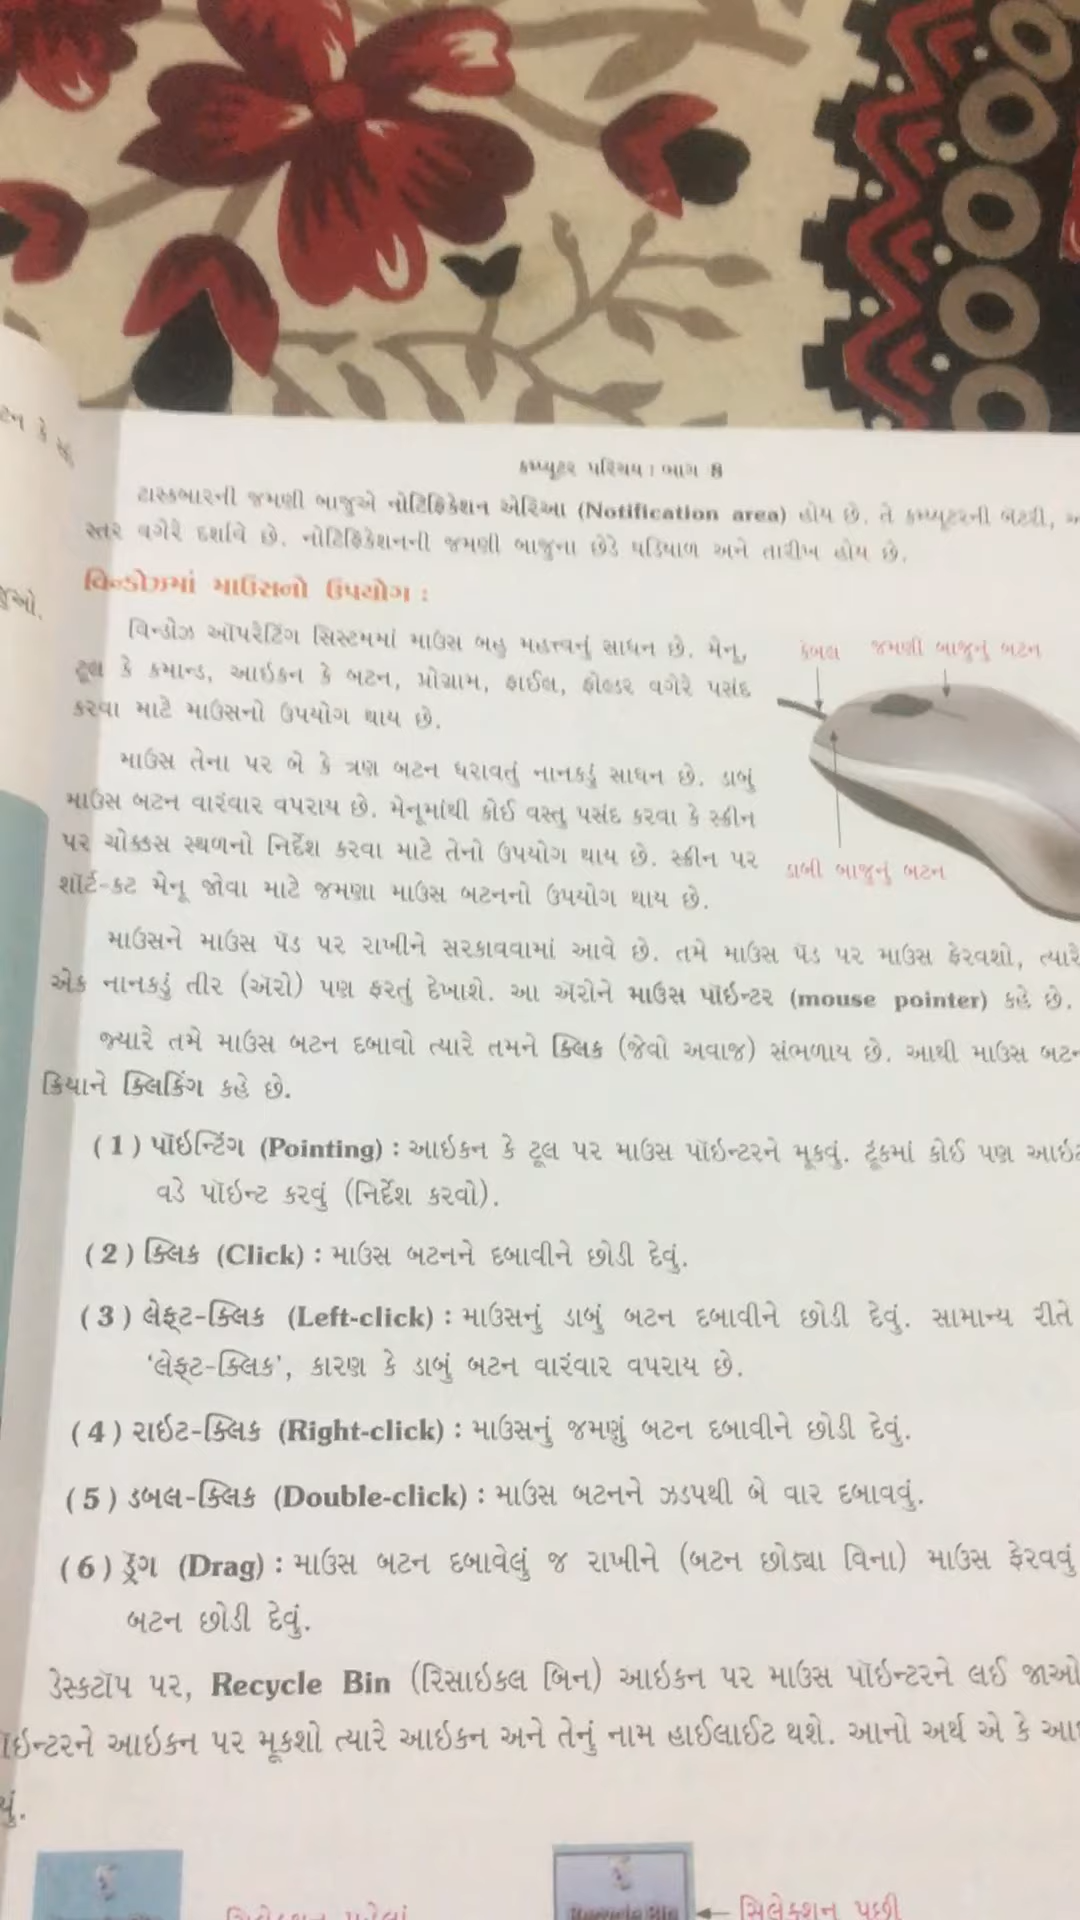 ટન કે
કમ્પ્યૂટર પરિચય : ભાગ 8
ટાસ્કબારની જમણી બાજુએ નોટિફિકેશન એરિઆ (Notification area) હોય છે. તે કમ્પ્યૂટરની બૅટરી,
સ્તર વગેરે દર્શાવે છે. નોટિફિકેશનની જમણી બાજુના છેડે ઘડિયાળ અને તારીખ હોય છે.
જુઓ.
વિન્ડોઝમાં માઉસનો ઉપયોગ :
વિન્ડોઝ ઑપરેટિંગ સિસ્ટમમાં માઉસ બહુ મહત્ત્વનું સાધન છે. મેનૂ,
ટૂલ કે કમાન્ડ, આઇકન કે બટન, પ્રોગ્રામ, ફાઈલ, ફોલ્ડર વગેરે પસંદ
કરવા માટે માઉસનો ઉપયોગ થાય છે.
કેબલ જમણી બાજુનું બટન
ડાબી બાજુનું બટન
માઉસ તેના પર બે કે ત્રણ બટન ધરાવતું નાનકડું સાધન છે. ડાબું
માઉસ બટન વારંવાર વપરાય છે. મેનૂમાંથી કોઈ વસ્તુ પસંદ કરવા કે સ્ક્રીન
પર ચોક્કસ સ્થળનો નિર્દેશ કરવા માટે તેનો ઉપયોગ થાય છે. સ્ક્રીન પર
શૉર્ટ-કટ મેનૂ જોવા માટે જમણા માઉસ બટનનો ઉપયોગ થાય છે.
માઉસને માઉસ પૅડ પર રાખીને સરકાવવામાં આવે છે. તમે માઉસ પૅડ પર માઉસ ફેરવશો, ત્યારે
એક નાનકડું તીર (ઍરો) પણ ફરતું દેખાશે. આ ઍરોને માઉસ પૉઇન્ટર (mouse pointer) કહે છે.
જ્યારે તમે માઉસ બટન દબાવો ત્યારે તમને ક્લિક (જેવો અવાજ) સંભળાય છે. આથી માઉસ બટન
ક્રિયાને ક્લિકિંગ કહે છે.
(1) પૉઇન્ટિંગ (Pointing) : આઇકન કે ટૂલ પર માઉસ પૉઇન્ટરને મૂકવું. ટૂંકમાં કોઈ પણ
વડે પૉઇન્ટ કરવું (નિર્દેશ કરવો).
(2) ક્લિક (Click) : માઉસ બટનને દબાવીને છોડી દેવું.
(3) લેફ્ટ-ક્લિક (Left-click) : માઉસનું ડાબું બટન દબાવીને છોડી દેવું. સામાન્ય રીતે
‘લેફ્ટ-ક્લિક’, કારણ કે ડાબું બટન વારંવાર વપરાય છે.
(4) રાઇટ-ક્લિક (Right-click) : માઉસનું જમણું બટન દબાવીને છોડી દેવું.
(5) ડબલ-ક્લિક (Double-click) : માઉસ બટનને ઝડપથી બે વાર દબાવવું.
(6) ડ્રૅગ (Drag) : માઉસ બટન દબાવેલું જ રાખીને (બટન છોડ્યા વિના) માઉસ ફેરવવું
બટન છોડી દેવું.
ડેસ્કટૉપ પર, Recycle Bin (રિસાઇકલ બિન) આઇકન પર માઉસ પૉઇન્ટરને લઈ જાઓ
ઇન્ટરને આઇકન પર મૂકશો ત્યારે આઇકન અને તેનું નામ હાઈલાઈટ થશે. આનો અર્થ એ કે
Recycle Bin
સિલેક્શન પછી